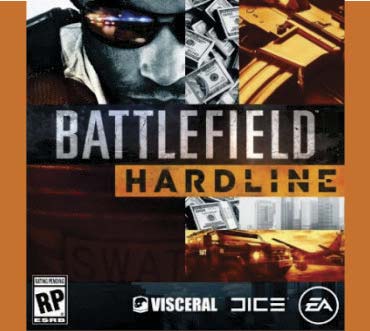 BATTLEFIELD
HARDLINE
SWAT
RATING PENDING
RP
ESRB
VISCERAL
DICE
EA